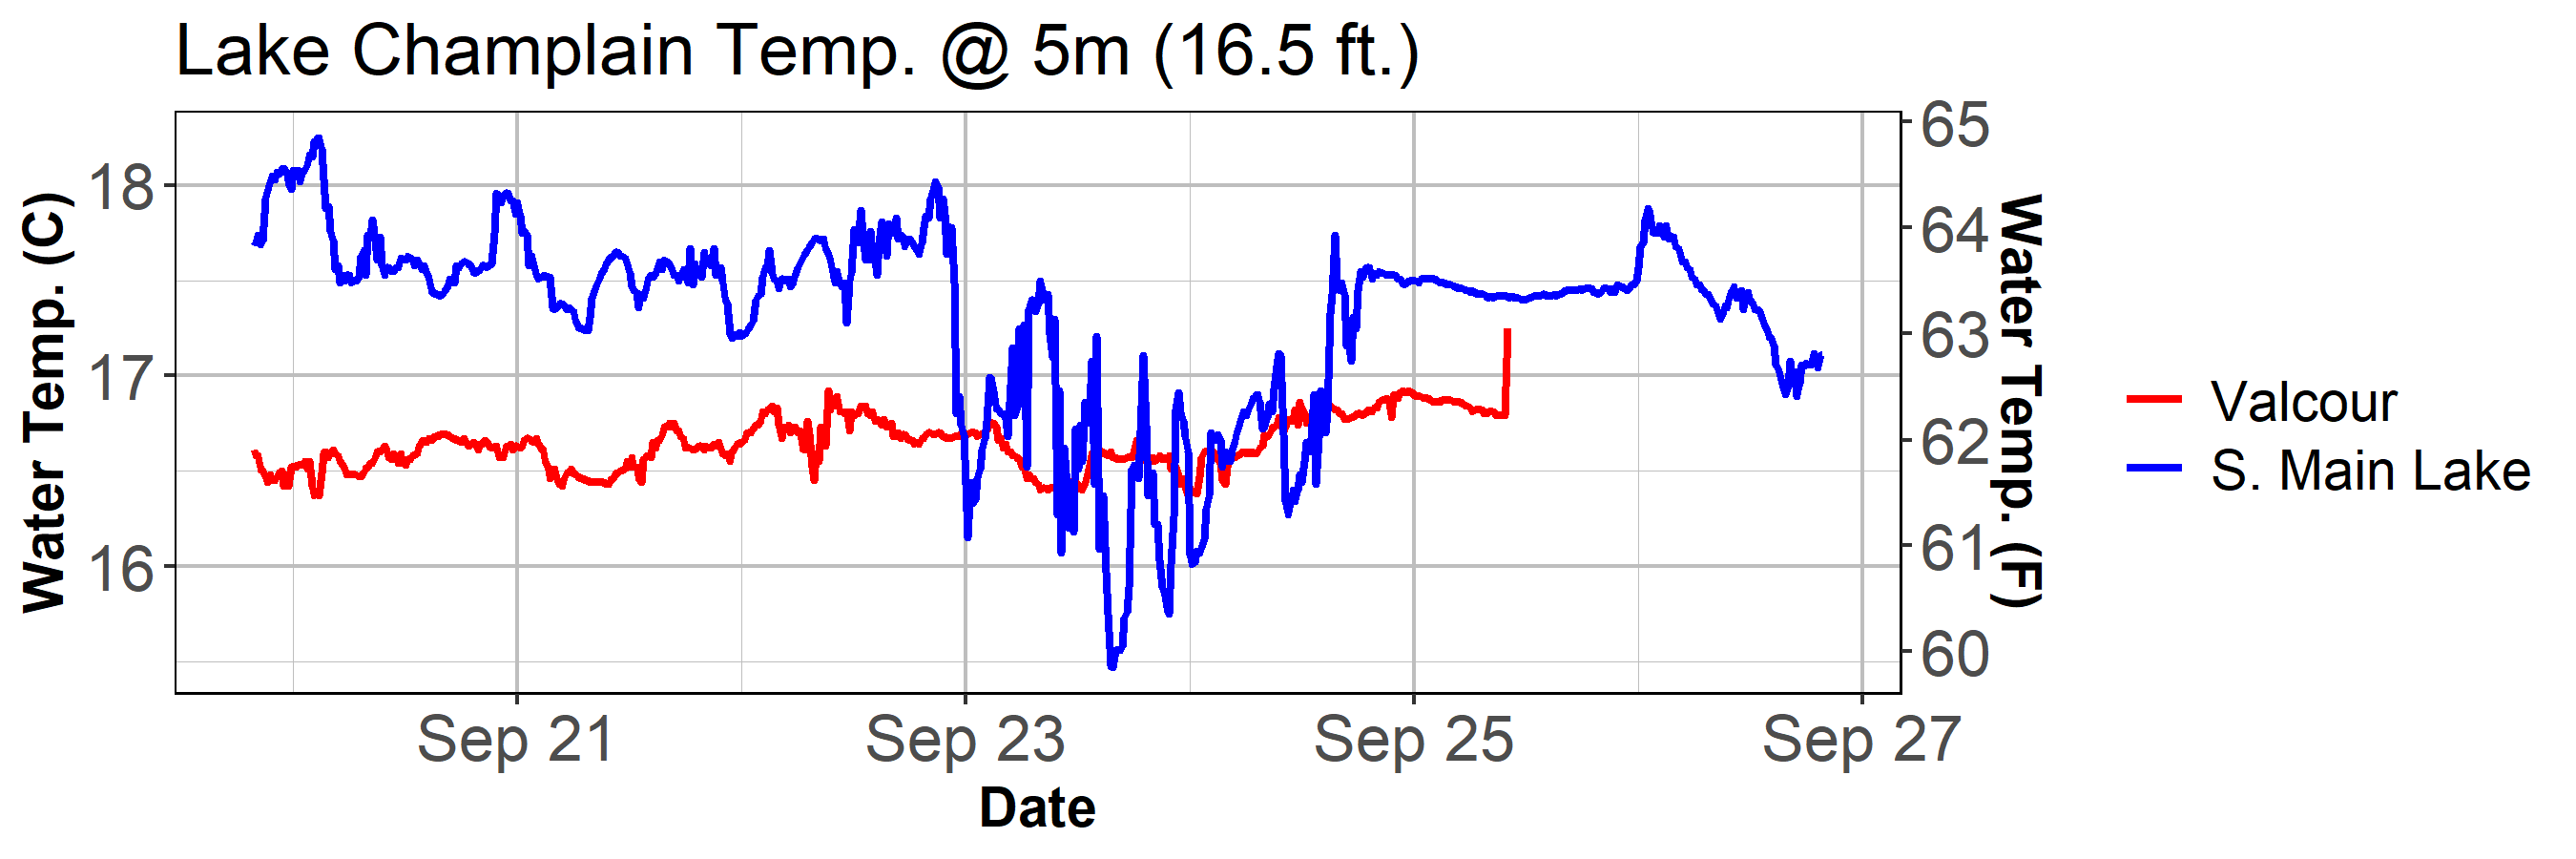 Lake Champlain Temp. @ 5m (16.5 ft.)
Water Temp. (C)
18
17
16
65
64
63
62
61
60
Water Temp. (F)
Sep 21
Sep 23
Sep 25
Sep 27
Date
Valcour
S. Main Lake